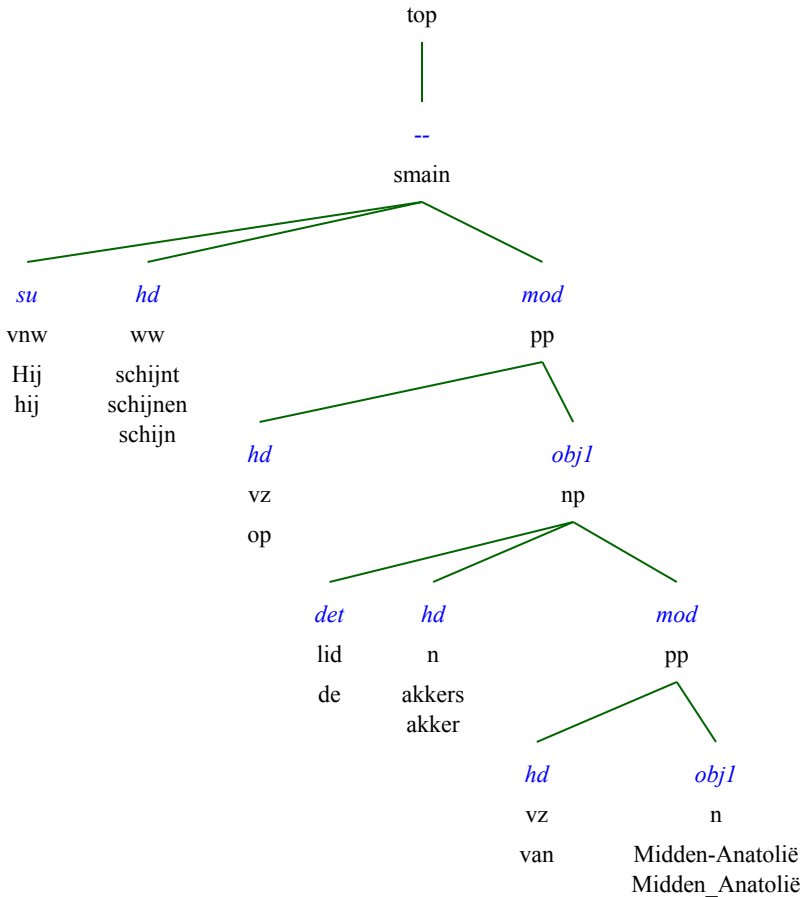 top
--
smain
su hd mod
vnw ww pp
Hij schijnt
hij schijnen
schijn
hd obj1
vz np
op
det hd mod
lid n pp
de akkers
akker
hd obj1
vz n
van Midden-Anatolië
Midden_Anatolië